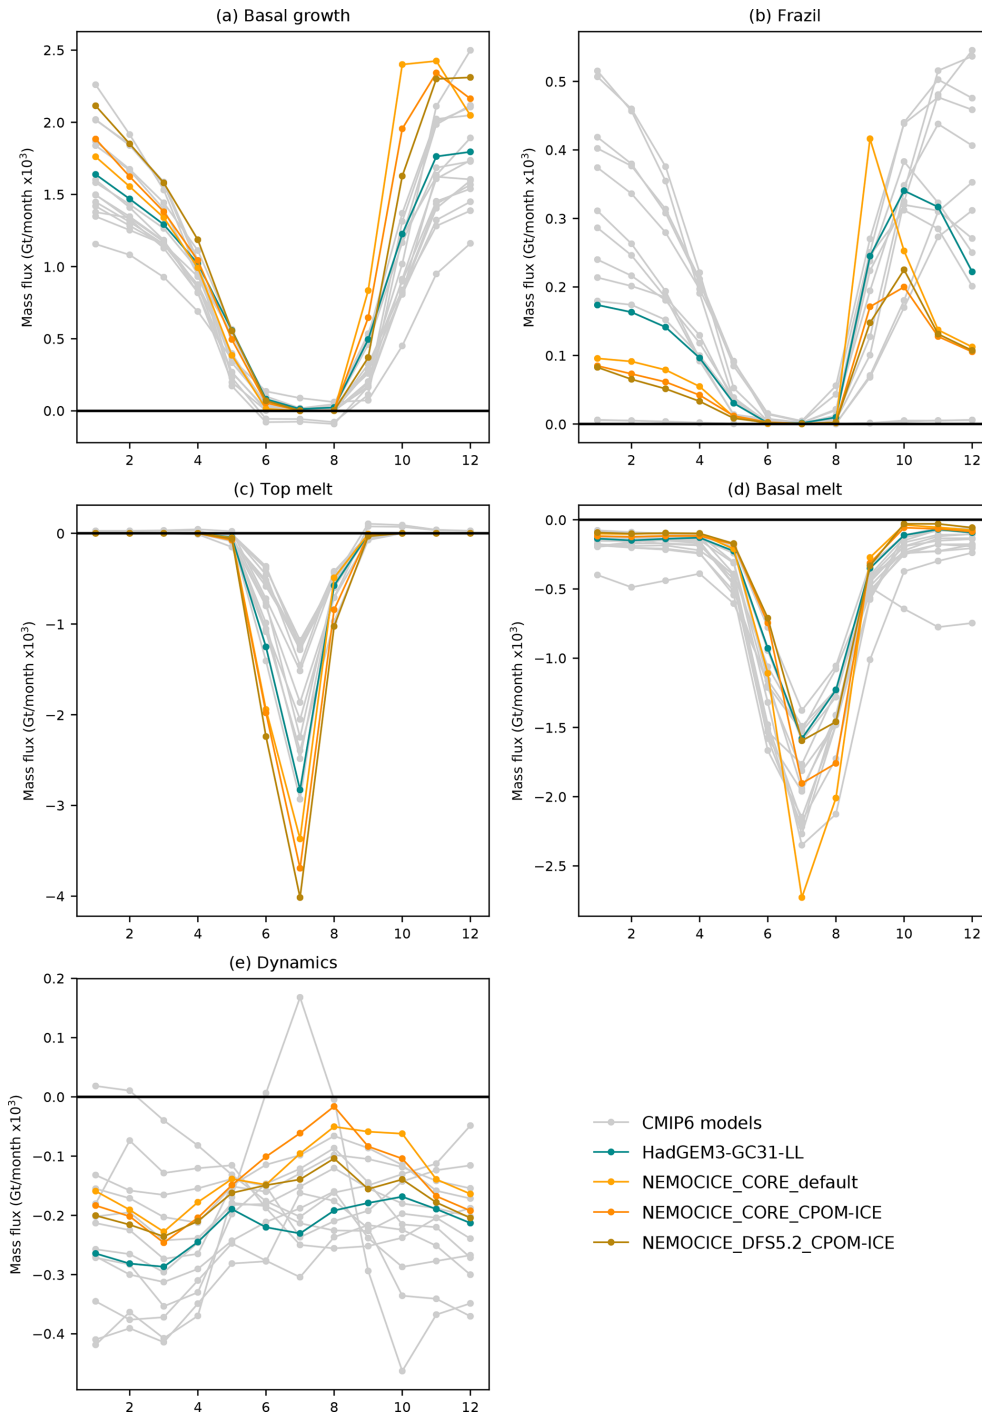 (a) Basal growth
Mass flux (Gt/month x10³)
2.5
2.0
1.5
1.0
0.5
0.0
2 4 6 8 10 12
(b) Frazil
Mass flux (Gt/month x10³)
0.5
0.4
0.3
0.2
0.1
0.0
2 4 6 8 10 12
(c) Top melt
Mass flux (Gt/month x10³)
0
−1
−2
−3
−4
2 4 6 8 10 12
(d) Basal melt
Mass flux (Gt/month x10³)
0.0
−0.5
−1.0
−1.5
−2.0
−2.5
2 4 6 8 10 12
(e) Dynamics
Mass flux (Gt/month x10³)
0.2
0.1
0.0
−0.1
−0.2
−0.3
−0.4
2 4 6 8 10 12
CMIP6 models
HadGEM3-GC31-LL
NEMOCICE_CORE_default
NEMOCICE_CORE_CPOM-ICE
NEMOCICE_DFS5.2_CPOM-ICE